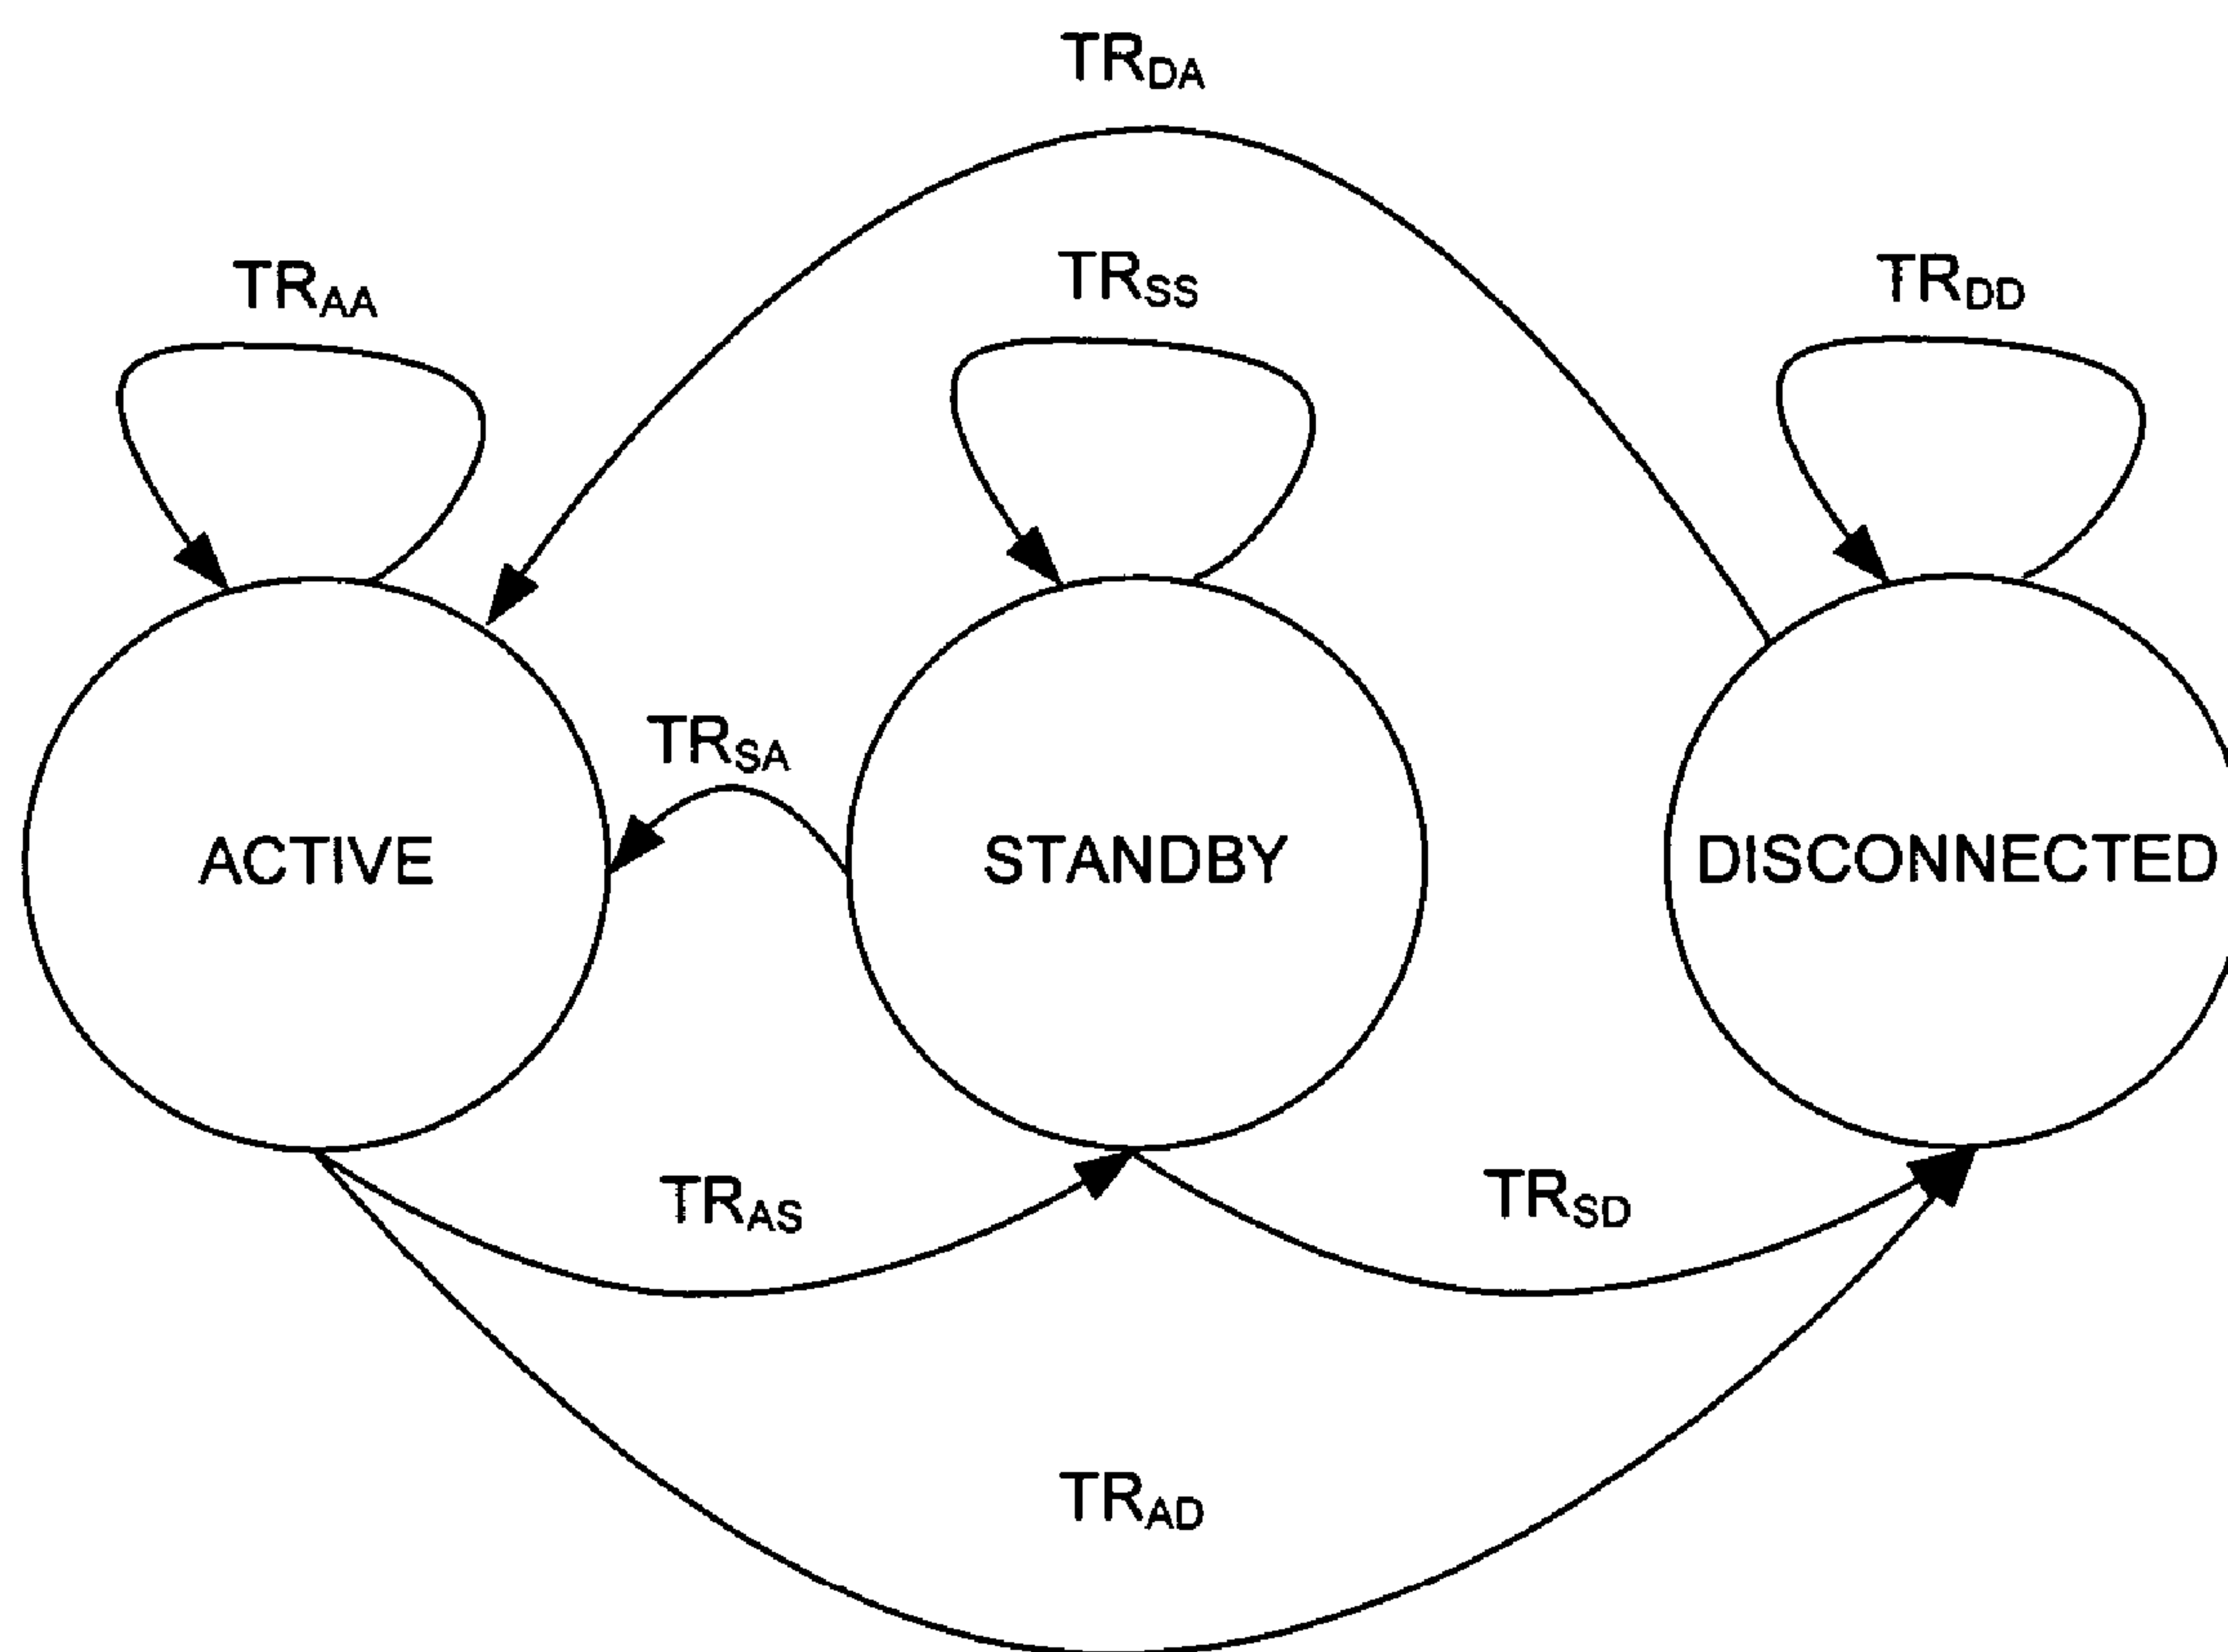 TRDA
TRAA
TRSS
TRDD
TRSA
ACTIVE
STANDBY
DISCONNECTED
TRAS
TRSD
TRAD